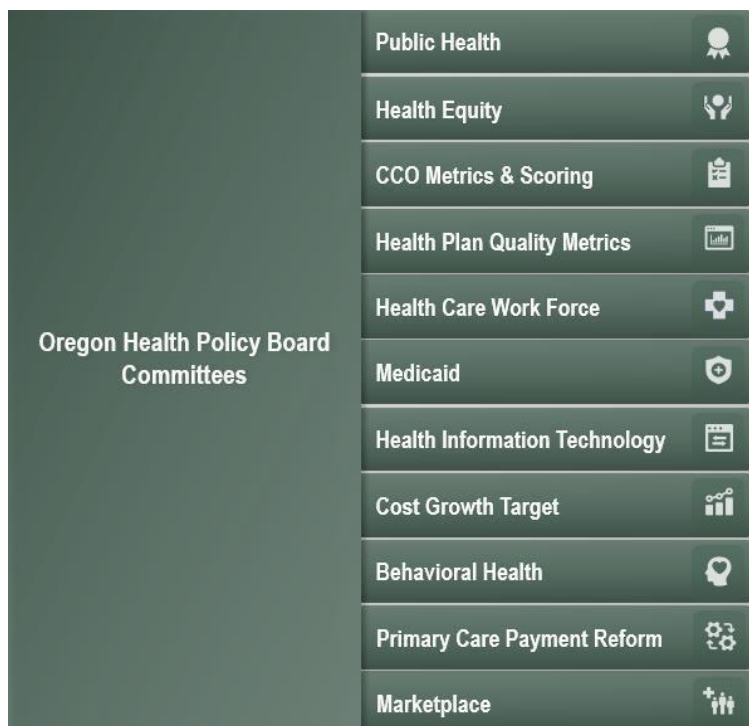 Oregon Health Policy Board
Committees
Public Health
Health Equity
CCO Metrics & Scoring
Health Plan Quality Metrics
Health Care Work Force
Medicaid
Health Information Technology
Cost Growth Target
Behavioral Health
Primary Care Payment Reform
Marketplace